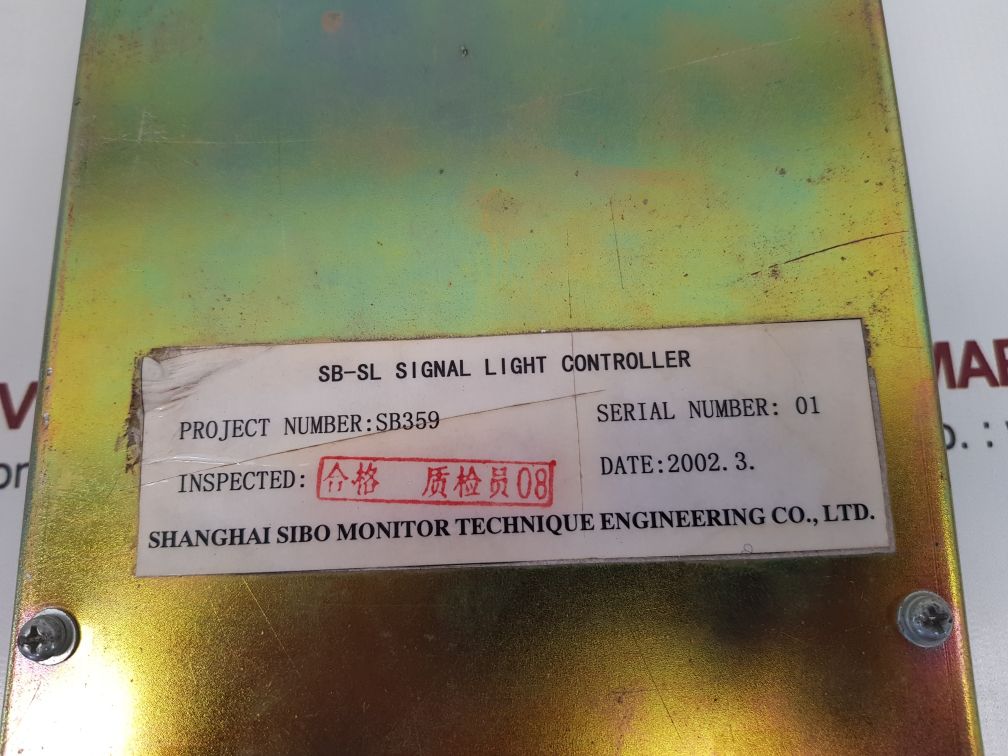 SB-SL SIGNAL LIGHT CONTROLLER
PROJECT NUMBER:SB359 SERIAL NUMBER: 01
INSPECTED: 合格 质检员08 DATE:2002.3.
SHANGHAI SIBO MONITOR TECHNIQUE ENGINEERING CO., LTD.